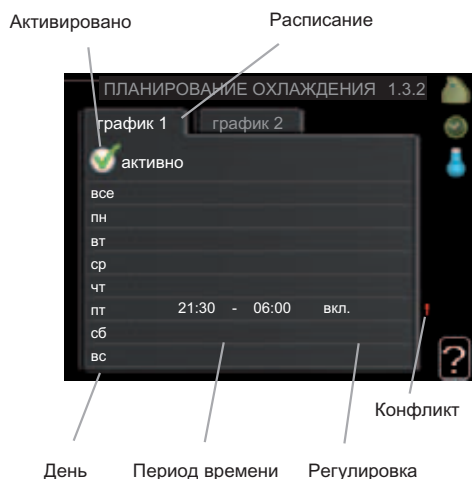 Активировано Расписание
ПЛАНИРОВАНИЕ ОХЛАЖДЕНИЯ 1.3.2
график 1 график 2
активно
все
пн
вт
ср
чт
пт 21:30 - 06:00 вкл. !
сб
вс
?
Конфликт
День Период времени Регулировка